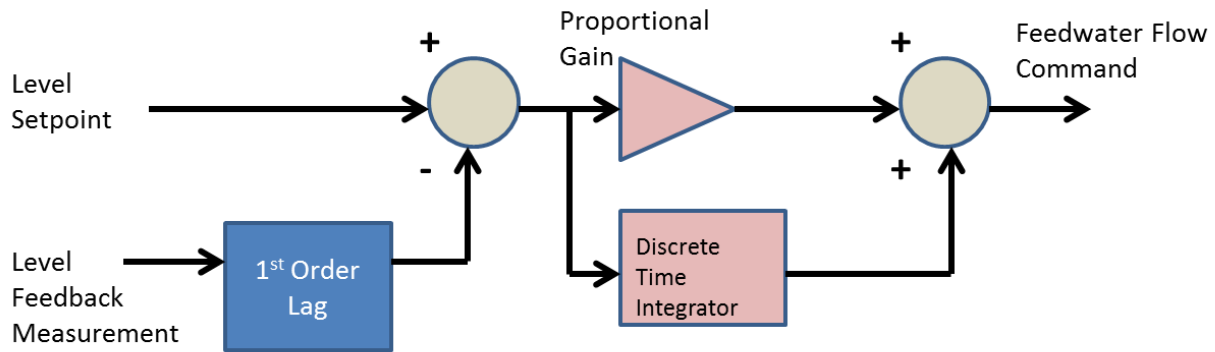 Level
Setpoint
+
-
Proportional
Gain
+
+
Feedwater Flow
Command
Level
Feedback
Measurement
1st Order
Lag
Discrete
Time
Integrator